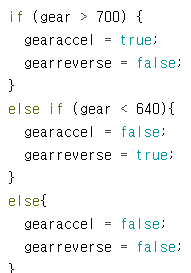 if (gear > 700) {
gearaccel = true;
gearreverse = false;
}
else if (gear < 640){
gearaccel = false;
gearreverse = true;
}
else{
gearaccel = false;
gearreverse = false;
}